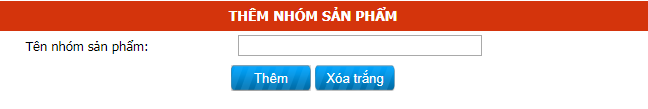 THÊM NHÓM SẢN PHẨM
Tên nhóm sản phẩm:
Thêm Xóa trắng